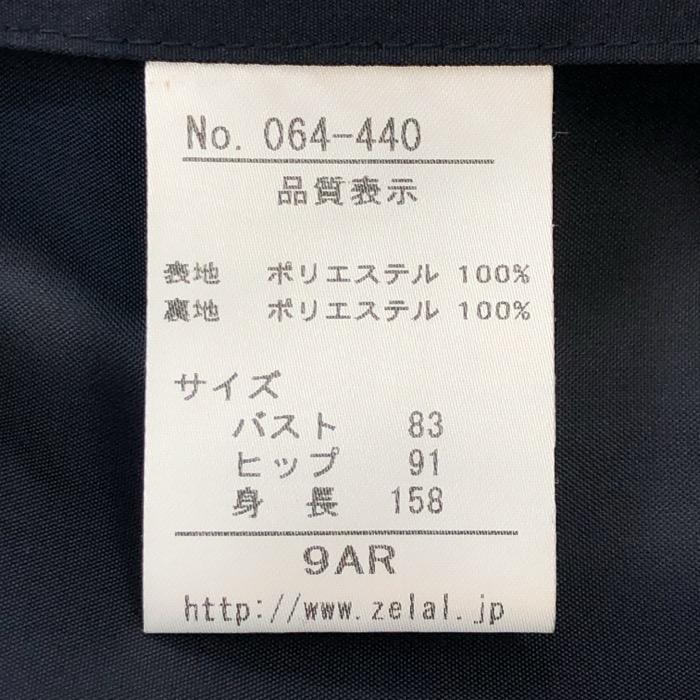 No. 064-440
品質表示
表地 ポリエステル 100%
裏地 ポリエステル 100%
サイズ
バスト 83
ヒップ 91
身長 158
9AR
http://www.zelal.jp